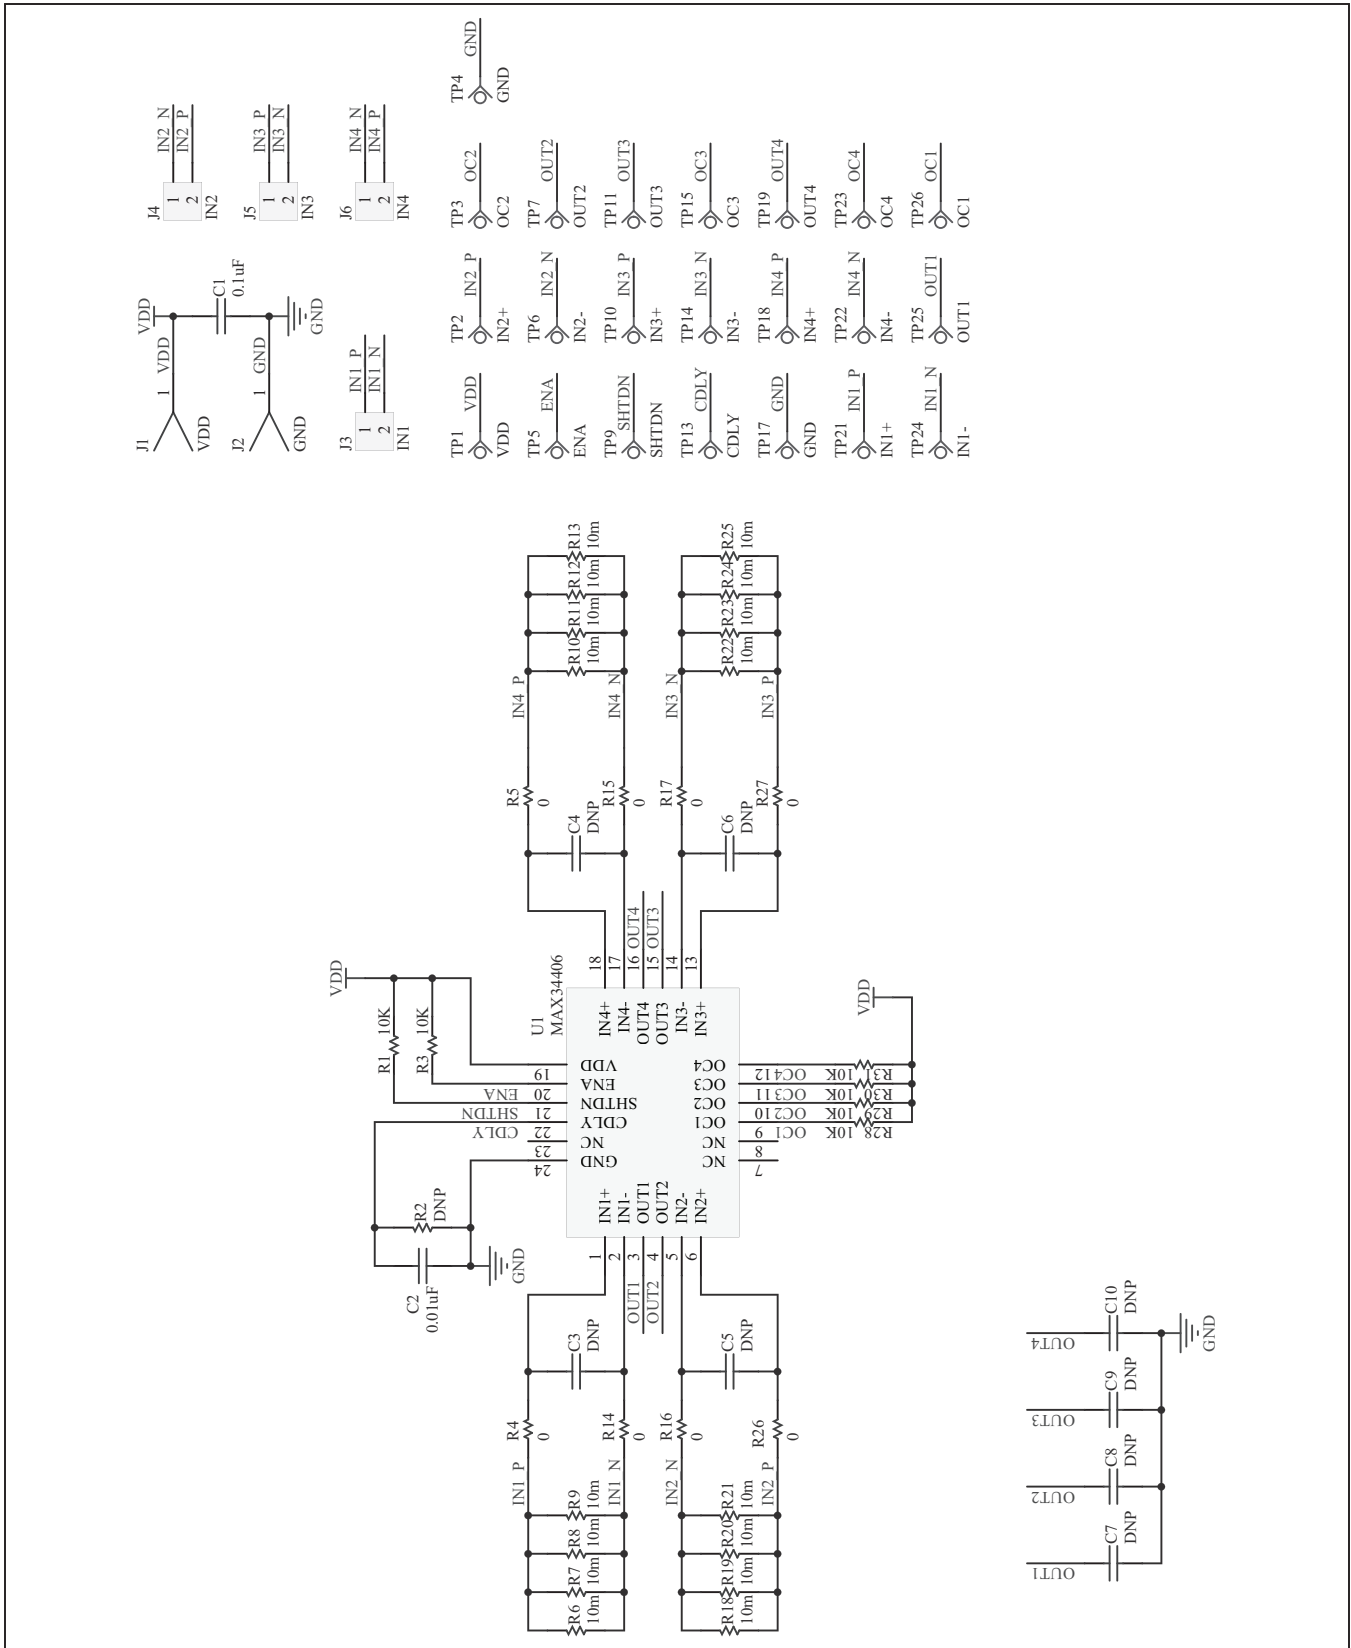 GND
TP4
GND
IN2_N
IN2_P
J4
1
2
IN2
IN3_P
IN3_N
J5
1
2
IN3
IN4_N
IN4_P
J6
1
2
IN4
OC2
TP3
OC2
OUT2
TP7
OUT2
OUT3
TP11
OUT3
OC3
TP15
OC3
OUT4
TP19
OUT4
OC4
TP23
OC4
OC1
TP26
OC1
VDD
C1
0.1uF
GND
VDD
1
J1
VDD
GND
1
J2
GND
IN1_P
IN1_N
J3
1
2
IN1
IN2_P
TP2
IN2+
IN2_N
TP6
IN2-
IN3_P
TP10
IN3+
IN3_N
TP14
IN3-
IN4_P
TP18
IN4+
IN4_N
TP22
IN4-
OUT1
TP25
OUT1
VDD
TP1
VDD
ENA
TP5
ENA
SHTDN
TP9
SHTDN
CDLY
TP13
CDLY
GND
TP17
GND
IN1_P
TP21
IN1+
IN1_N
TP24
IN1-
R13
10m
R12
10m
R11
10m
R10
10m
R25
10m
R24
10m
R23
10m
R22
10m
IN4_P
IN4_N
IN3_N
IN3_P
R5
0
R15
0
R17
0
R27
0
C4
DNP
C6
DNP
OUT4
OUT3
18
17
16
15
14
13
VDD
R1
10K
R3
10K
U1
MAX34406
IN4+
IN4-
OUT4
OUT3
IN3-
IN3+
VDD
19
VDD
ENA
20
ENA
SHTDN
21
SHTDN
CDLY
22
CDLY
NC
23
GND
24
OC4
12
OC4
10K
R31
OC3
11
OC3
10K
R30
OC2
10
OC2
10K
R29
OC1
9
OC1
10K
R28
NC
8
NC
7
R2
DNP
C2
0.01uF
GND
IN1+
IN1-
OUT1
OUT2
IN2-
IN2+
1
2
3
4
5
6
OUT1
OUT2
C3
DNP
C5
DNP
R4
0
R14
0
R16
0
R26
0
IN1_P
IN1_N
IN2_N
IN2_P
R9
10m
R8
10m
R7
10m
R6
10m
R21
10m
R20
10m
R19
10m
R18
10m
OUT4
C10
DNP
GND
OUT3
C9
DNP
OUT2
C8
DNP
OUT1
C7
DNP